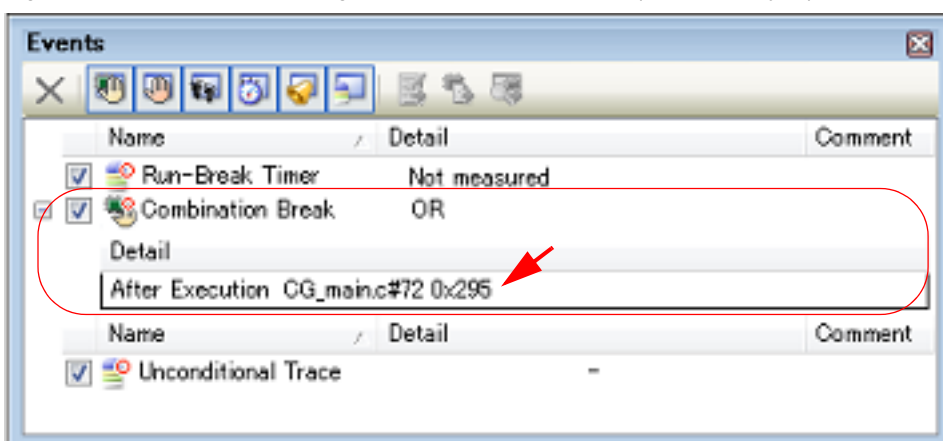 Events
Name Detail Comment
Run-Break Timer Not measured
Combination Break OR
Detail
After Execution CG_main.c#72 0x295
Name Detail Comment
Unconditional Trace -